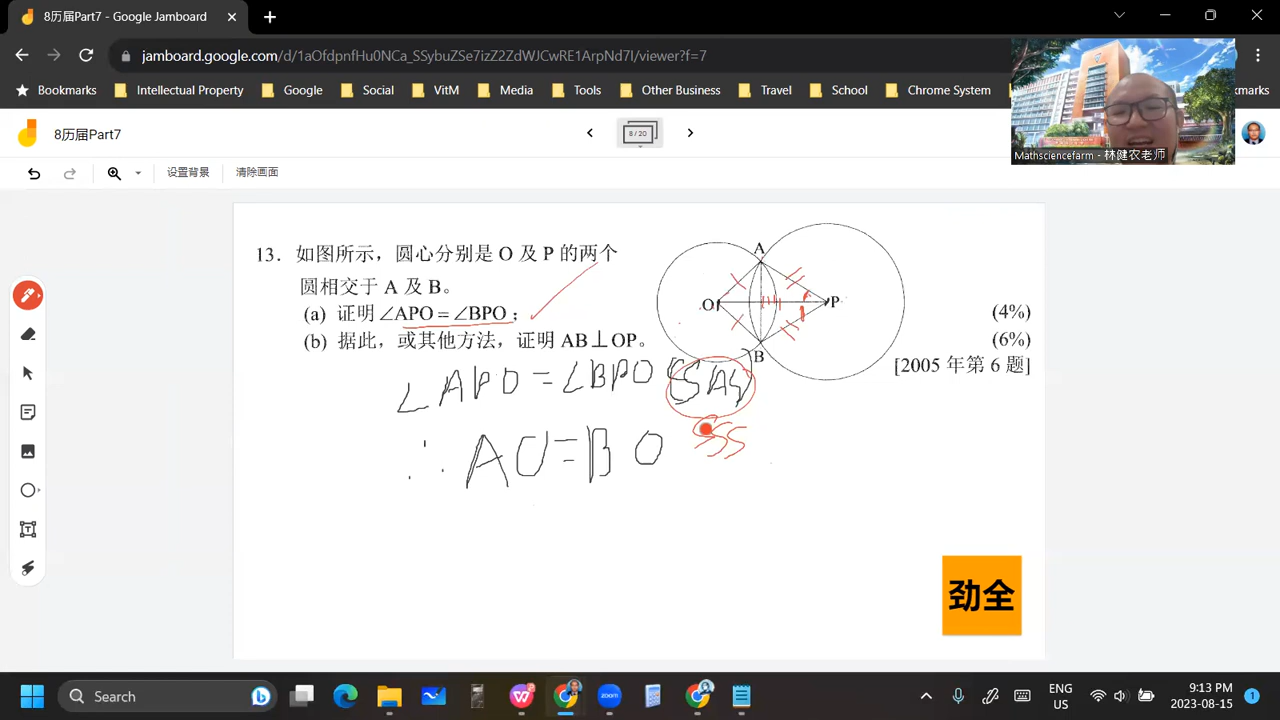 8历届Part7 - Google Jamboard
jamboard.google.com
/viewer?f=7
Bookmarks Intellectual Property Google Social VitM Media Tools Other Business Travel School Chrome System
Mathsciencefarm - 林健农老师
8历届Part7
8 / 20
设置背景 清除画面
13. 如图所示，圆心分别是 O 及 P 的两个
圆相交于 A 及 B。
(a) 证明∠APO=∠BPO； (4%)
(b) 据此，或其他方法，证明 AB⊥OP。 (6%)
[2005 年第 6 题]
A
O
P
B
∠APO=∠BPO (SAS)
SSS
∴ AO=BO
劲全
Search
ENG
US
9:13 PM
2023-08-15
1